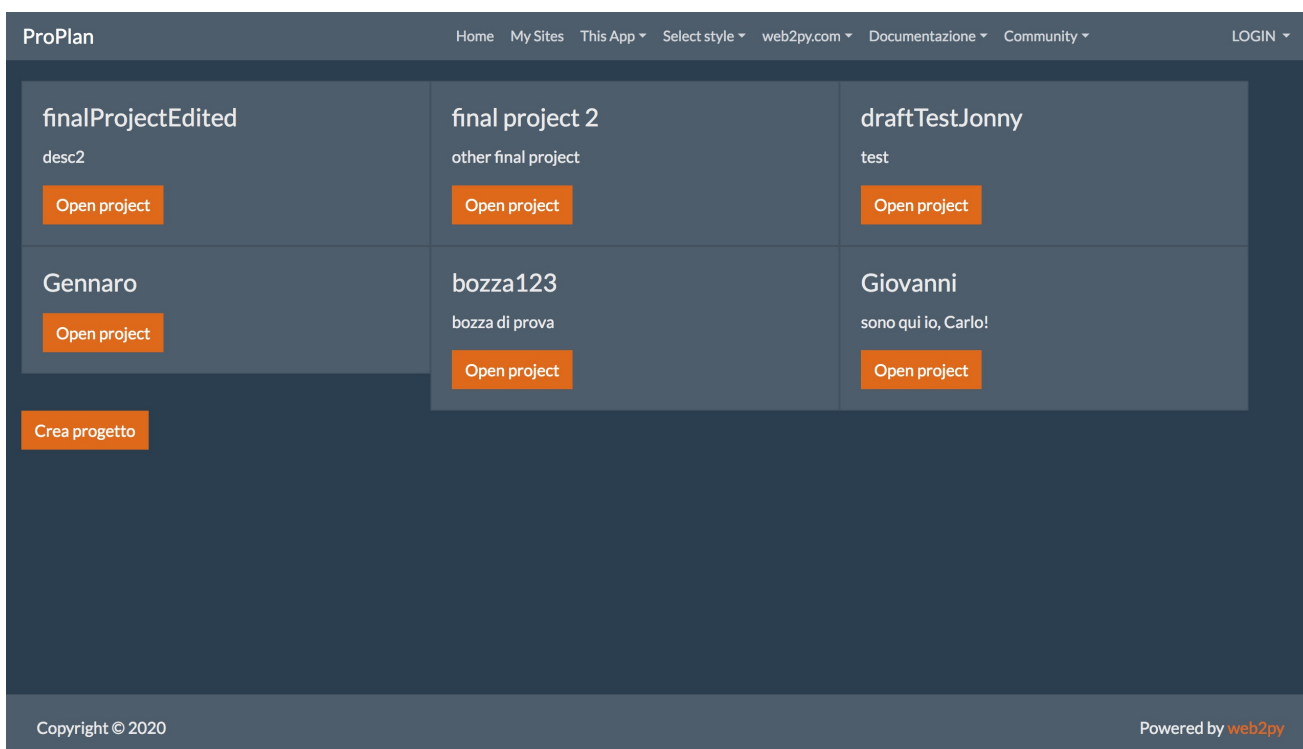 ProPlan Home My Sites This App Select style web2py.com Documentazione Community LOGIN
finalProjectEdited
desc2
Open project
final project 2
other final project
Open project
draftTestJonny
test
Open project
Gennaro
Open project
bozza123
bozza di prova
Open project
Giovanni
sono qui io, Carlo!
Open project
Crea progetto
Copyright © 2020 Powered by web2py